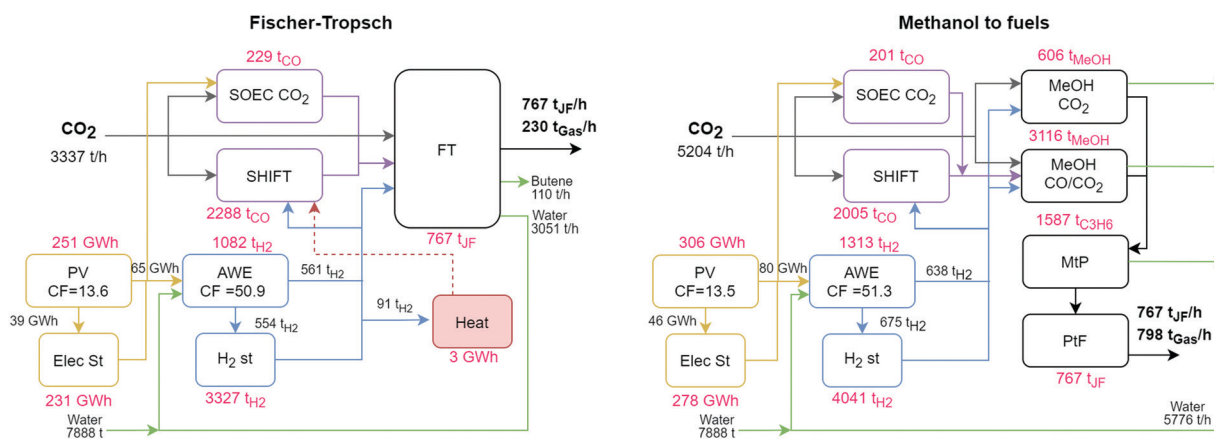 Fischer-Tropsch
229 tCO
SOEC CO2
CO2
3337 t/h
SHIFT
2288 tCO
FT
767 tJF
767 tJF/h
230 tGas/h
Butene
110 t/h
Water
3051 t/h
251 GWh
PV
CF=13.6
65 GWh
1082 tH2
AWE
CF =50.9
561 tH2
39 GWh
554 tH2
91 tH2
Heat
3 GWh
Elec St
231 GWh
H2 st
3327 tH2
Water
7888 t
Methanol to fuels
201 tCO
SOEC CO2
CO2
5204 t/h
SHIFT
2005 tCO
606 tMeOH
MeOH
CO2
3116 tMeOH
MeOH
CO/CO2
1587 tC3H6
MtP
PtF
767 tJF
767 tJF/h
798 tGas/h
306 GWh
PV
CF=13.5
80 GWh
1313 tH2
AWE
CF =51.3
638 tH2
46 GWh
675 tH2
Elec St
278 GWh
H2 st
4041 tH2
Water
7888 t
Water
5776 t/h